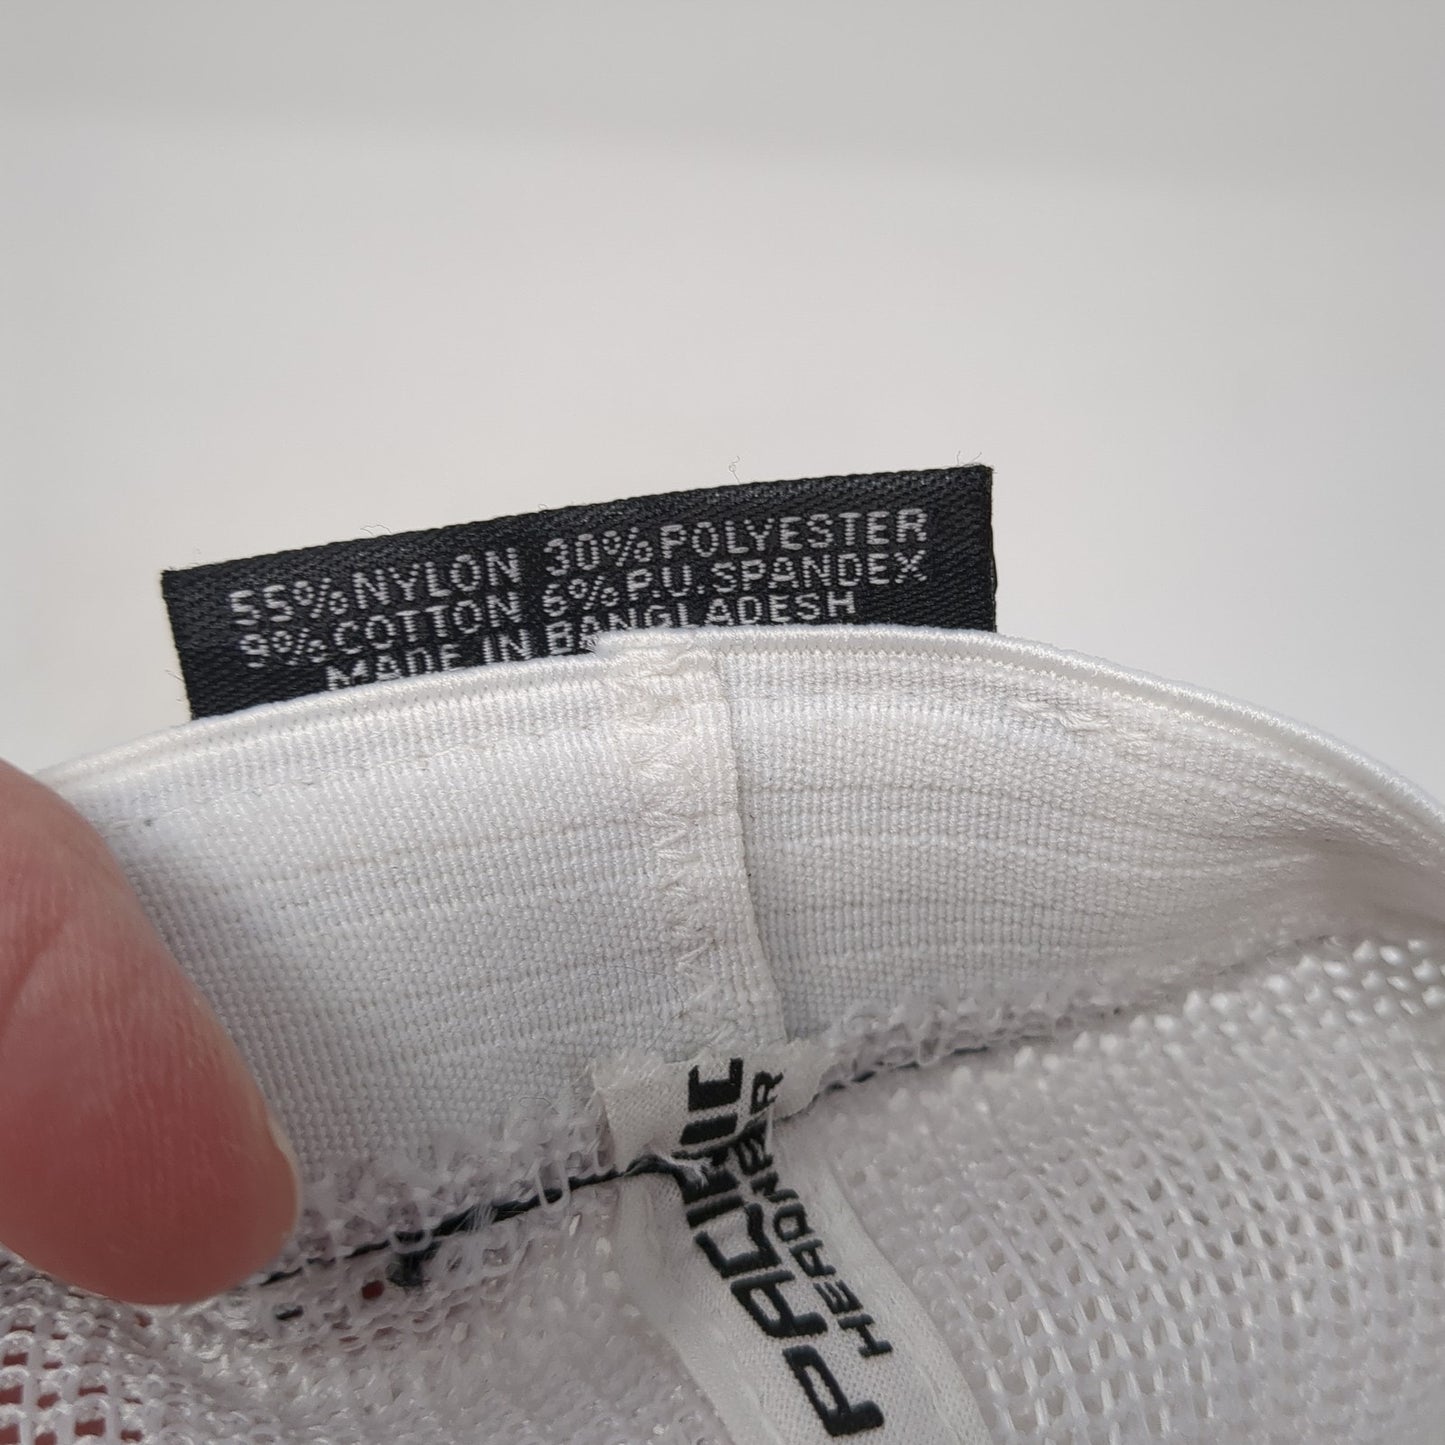 55% NYLON 30% POLYESTER
9% COTTON 6% P.U. SPANDEX
MADE IN BANGLADESH
PACIFIC
HEADWEAR